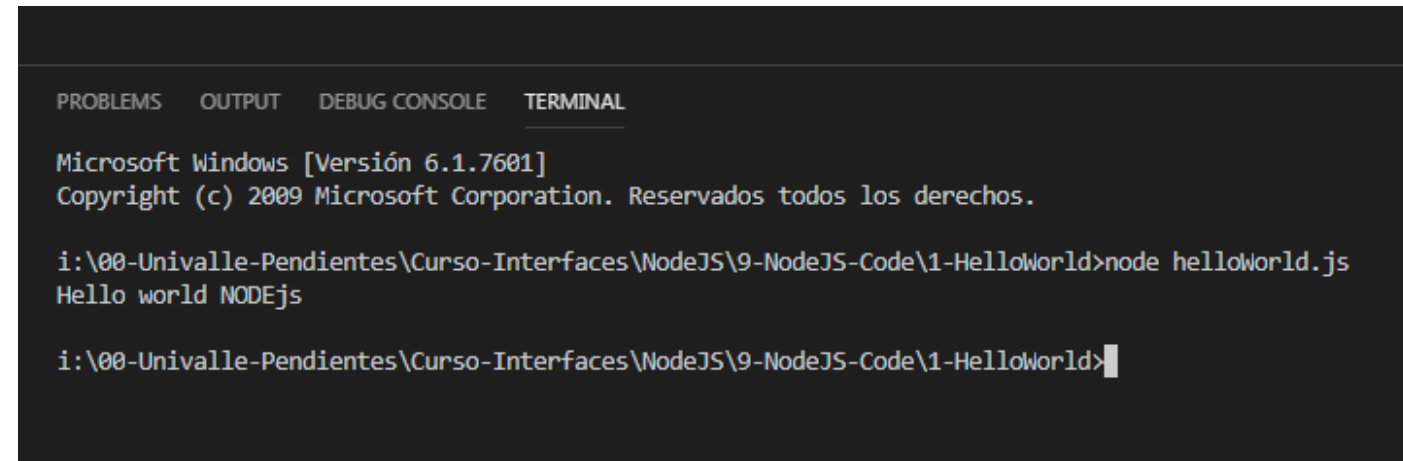 PROBLEMS OUTPUT DEBUG CONSOLE TERMINAL
Microsoft Windows [Versión 6.1.7601]
Copyright (c) 2009 Microsoft Corporation. Reservados todos los derechos.
i:\00-Univalle-Pendientes\Curso-Interfaces\NodeJS\9-NodeJS-Code\1-HelloWorld>node helloWorld.js
Hello world NODEjs
i:\00-Univalle-Pendientes\Curso-Interfaces\NodeJS\9-NodeJS-Code\1-HelloWorld>